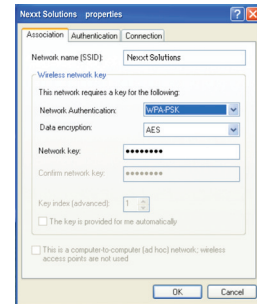 Nexxt Solutions properties
Association Authentication Connection
Network name (SSID): Nexxt Solutions
Wireless network key
This network requires a key for the following:
Network Authentication: WPA-PSK
Data encryption: AES
Network key: ••••••••
Confirm network key: ••••••••
Key index (advanced): 1
The key is provided for me automatically
This is a computer-to-computer (ad hoc) network; wireless
access points are not used
OK Cancel